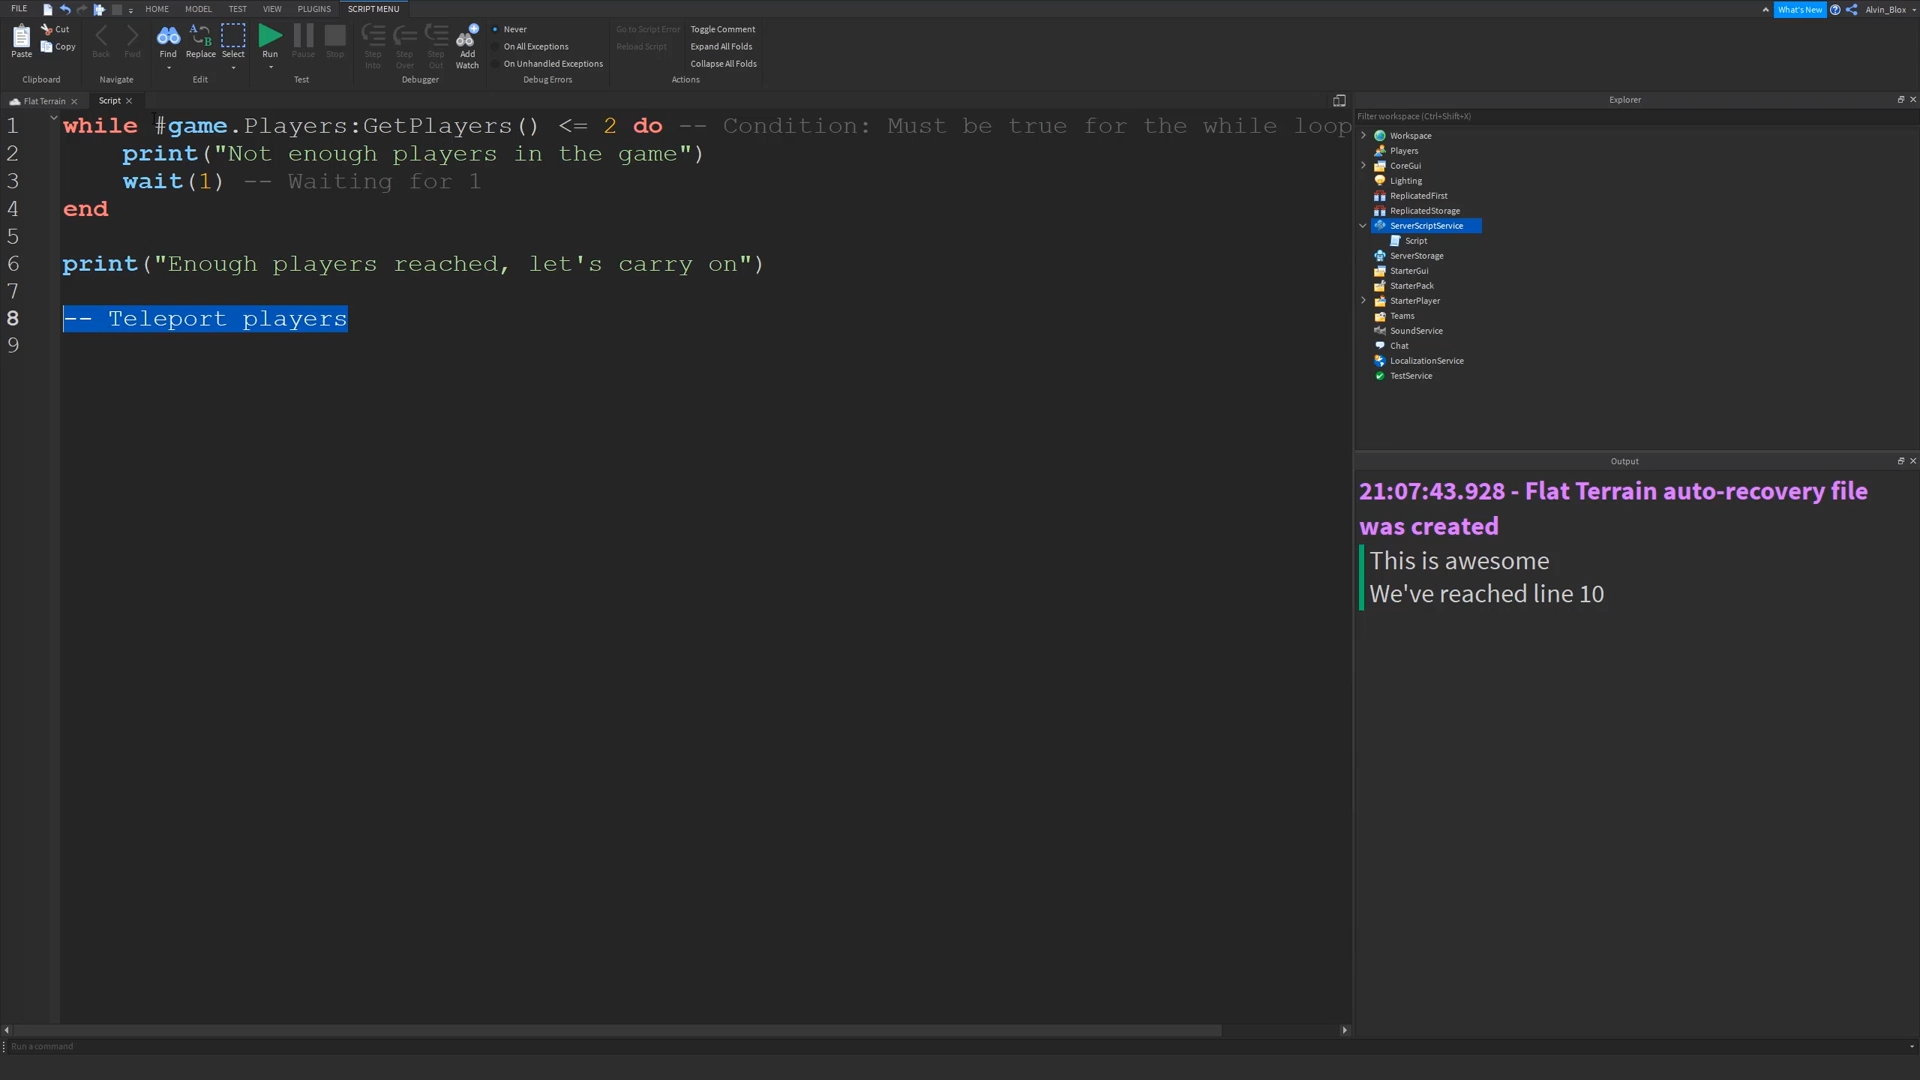 FILE HOME MODEL TEST VIEW PLUGINS SCRIPT MENU What's New Alvin_Blox
Paste Cut Copy Back Find Find Replace Select Run Pause Stop Step Into Step Over Step Out Add Watch
Never
On All Exceptions
On Unhandled Exceptions
Go to Script Error
Reload Script
Toggle Comment
Expand All Folds
Collapse All Folds
Clipboard Navigate Edit Test Debugger Debug Errors Actions
Flat Terrain Script
1 while #game.Players:GetPlayers() <= 2 do -- Condition: Must be true for the while loop
2 print("Not enough players in the game")
3 wait(1) -- Waiting for 1
4 end
5
6 print("Enough players reached, let's carry on")
7
8 -- Teleport players
9
Explorer
Filter workspace (Ctrl+Shift+X)
Workspace
Players
CoreGui
Lighting
ReplicatedFirst
ReplicatedStorage
ServerScriptService
Script
ServerStorage
StarterGui
StarterPack
StarterPlayer
Teams
SoundService
Chat
LocalizationService
TestService
Output
21:07:43.928 - Flat Terrain auto-recovery file
was created
This is awesome
We've reached line 10
Run a command